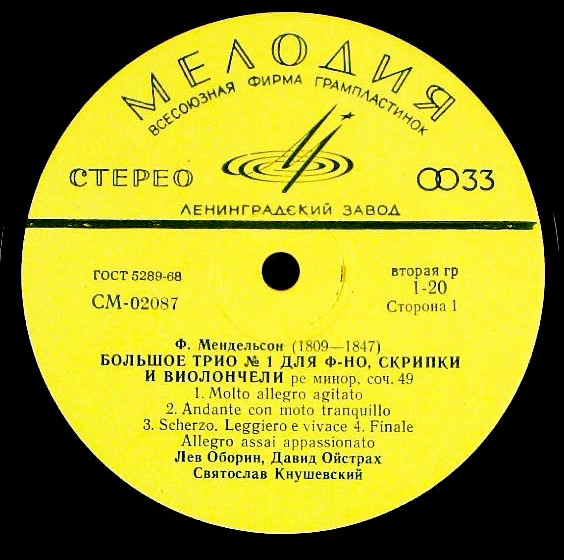 МЕЛОДИЯ
ВСЕСОЮЗНАЯ ФИРМА ГРАМПЛАСТИНОК
СТЕРЕО
33
ЛЕНИНГРАДСКИЙ ЗАВОД
ГОСТ 5289-68
СМ-02087
вторая гр
1-20
Сторона 1
Ф. Мендельсон (1809—1847)
БОЛЬШОЕ ТРИО № 1 ДЛЯ Ф-НО, СКРИПКИ
И ВИОЛОНЧЕЛИ ре минор, соч. 49
1. Molto allegro agitato
2. Andante con moto tranquillo
3. Scherzo. Leggiero e vivace 4. Finale
Allegro assai appassionato
Лев Оборин, Давид Ойстрах
Святослав Кнушевский